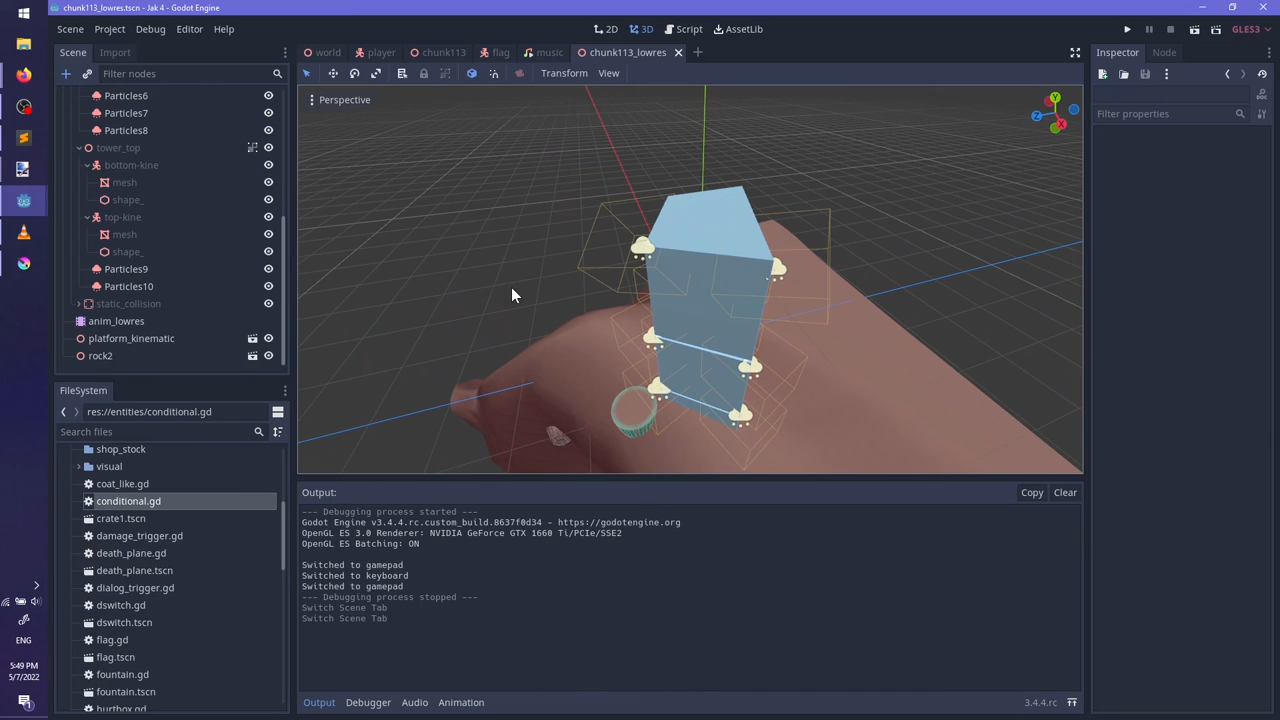 chunk113_lowres.tscn - Jak 4 - Godot Engine
Scene Project Debug Editor Help
2D 3D Script AssetLib
GLES3
Scene Import
world player chunk113 flag music chunk113_lowres
Inspector Node
Filter nodes
Transform View
Perspective
Filter properties
Y
Z
X
Particles6
Particles7
Particles8
tower_top
bottom-kine
mesh
shape_
top-kine
mesh
shape_
Particles9
Particles10
static_collision
anim_lowres
platform_kinematic
rock2
FileSystem
res://entities/conditional.gd
Search files
shop_stock
visual
coat_like.gd
conditional.gd
crate1.tscn
damage_trigger.gd
death_plane.gd
death_plane.tscn
dialog_trigger.gd
dswitch.gd
dswitch.tscn
flag.gd
flag.tscn
fountain.gd
fountain.tscn
hurtbox.gd
Output:
Copy Clear
--- Debugging process started ---
Godot Engine v3.4.4.rc.custom_build.8637f0d34 - https://godotengine.org
OpenGL ES 3.0 Renderer: NVIDIA GeForce GTX 1660 Ti/PCIe/SSE2
OpenGL ES Batching: ON
Switched to gamepad
Switched to keyboard
Switched to gamepad
--- Debugging process stopped ---
Switch Scene Tab
Switch Scene Tab
Output Debugger Audio Animation
3.4.4.rc
ENG
5:49 PM
5/7/2022